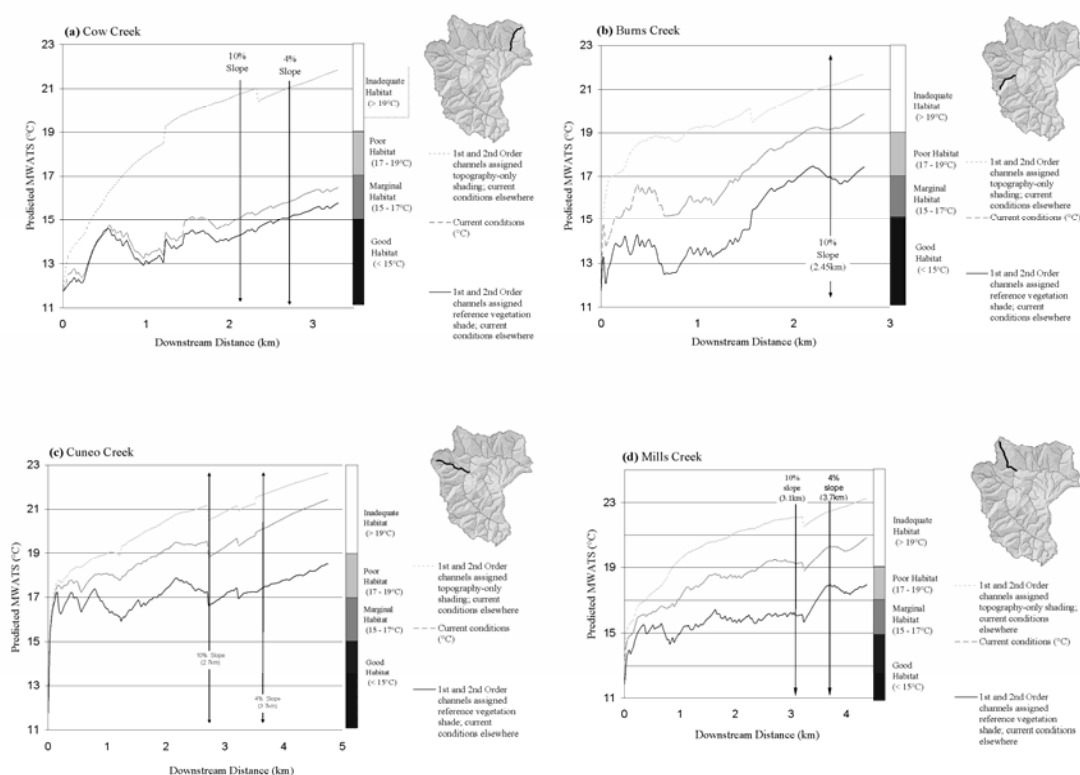 (a) Cow Creek
23
21
19
17
15
13
11
0
1
2
3
Predicted MWATS (°C)
Downstream Distance (km)
10%
Slope
4%
Slope
Inadequate
Habitat
(> 19°C)
Poor
Habitat
(17 - 19°C)
Marginal
Habitat
(15 - 17°C)
Good
Habitat
(< 15°C)
1st and 2nd Order
channels assigned
topography-only
shading; current
conditions elsewhere
Current conditions
(°C)
1st and 2nd Order
channels assigned
reference vegetation
shade; current
conditions elsewhere
(b) Burns Creek
23
21
19
17
15
13
11
0
1
2
3
Predicted MWATS (°C)
Downstream Distance (km)
10%
Slope
(2.45km)
Inadequate
Habitat
(> 19°C)
Poor Habitat
(17 - 19°C)
Marginal
Habitat
(15 - 17°C)
Good
Habitat
(< 15°C)
1st and 2nd Order
channels assigned
topography-only
shading; current
conditions elsewhere
Current conditions
(°C)
1st and 2nd Order
channels assigned
reference vegetation
shade; current
conditions elsewhere
(c) Cuneo Creek
23
21
19
17
15
13
11
0
1
2
3
4
5
Predicted MWATS (°C)
Downstream Distance (km)
10% Slope
(2.7km)
4% Slope
Inadequate
Habitat
(> 19°C)
Poor
Habitat
(17 - 19°C)
Marginal
Habitat
(15 - 17°C)
Good
Habitat
(< 15°C)
1st and 2nd Order
channels assigned
topography-only
shading; current
conditions elsewhere
Current conditions
(°C)
1st and 2nd Order
channels assigned
reference vegetation
shade; current
conditions elsewhere
(d) Mills Creek
23
21
19
17
15
13
11
0
1
2
3
4
Predicted MWATS (°C)
Downstream Distance (km)
10%
slope
(3.1km)
4%
slope
(3.7km)
Inadequate
Habitat
(> 19°C)
Poor Habitat
(17 - 19°C)
Marginal
Habitat
(15 - 17°C)
Good
Habitat
(< 15°C)
1st and 2nd Order
channels assigned
topography-only shading;
current conditions
elsewhere
Current conditions (°C)
1st and 2nd Order
channels assigned
reference vegetation
shade; current conditions
elsewhere